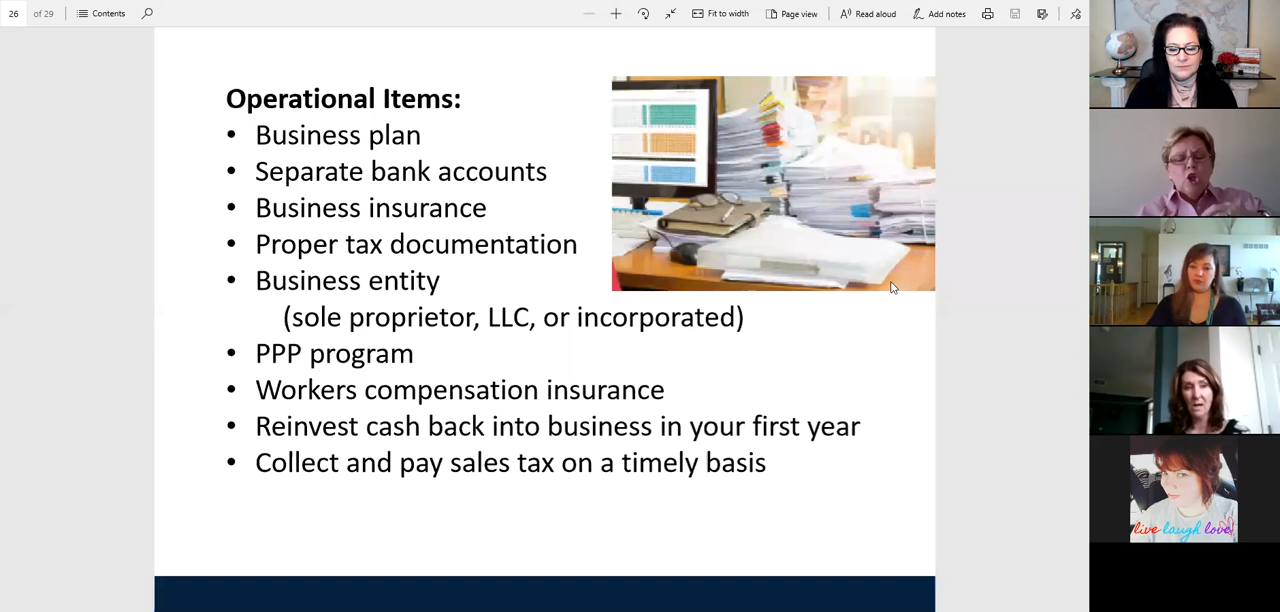 26 of 29 Contents Fit to width Page view Read aloud Add notes
Operational Items:
• Business plan
• Separate bank accounts
• Business insurance
• Proper tax documentation
• Business entity
(sole proprietor, LLC, or incorporated)
• PPP program
• Workers compensation insurance
• Reinvest cash back into business in your first year
• Collect and pay sales tax on a timely basis
live laugh love